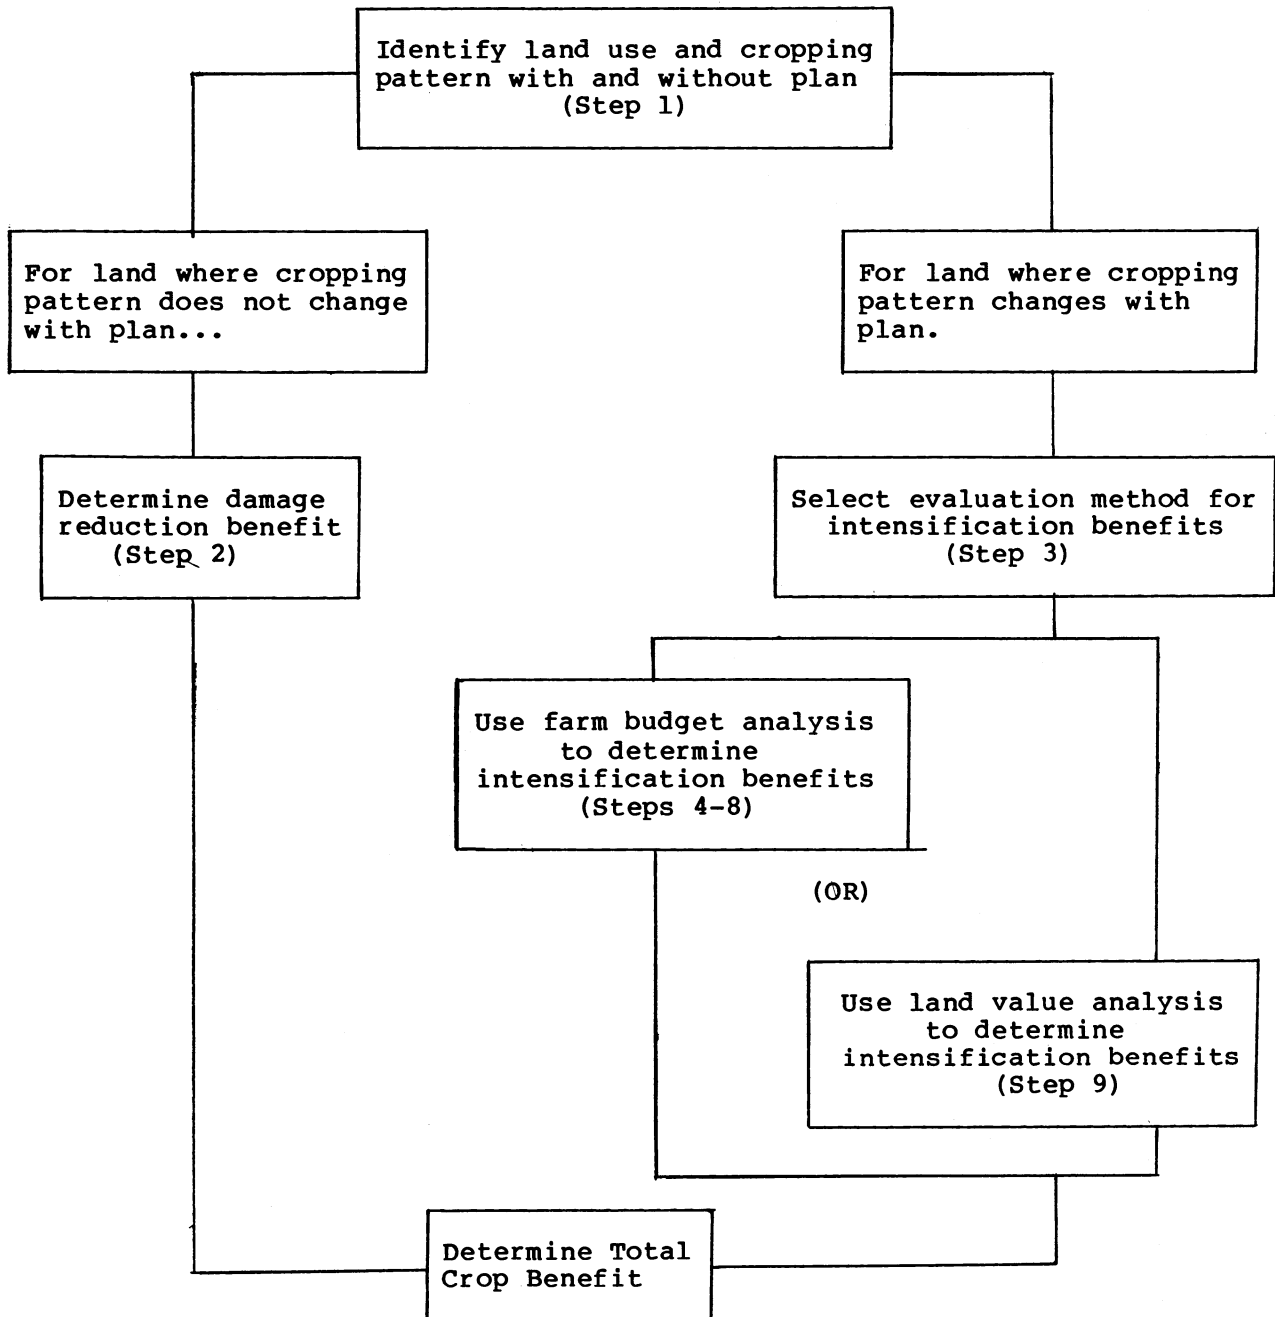 Identify land use and cropping
pattern with and without plan
(Step 1)
For land where cropping
pattern does not change
with plan...
For land where cropping
pattern changes with
plan.
Determine damage
reduction benefit
(Step 2)
Select evaluation method for
intensification benefits
(Step 3)
Use farm budget analysis
to determine
intensification benefits
(Steps 4-8)
(OR)
Use land value analysis
to determine
intensification benefits
(Step 9)
Determine Total
Crop Benefit